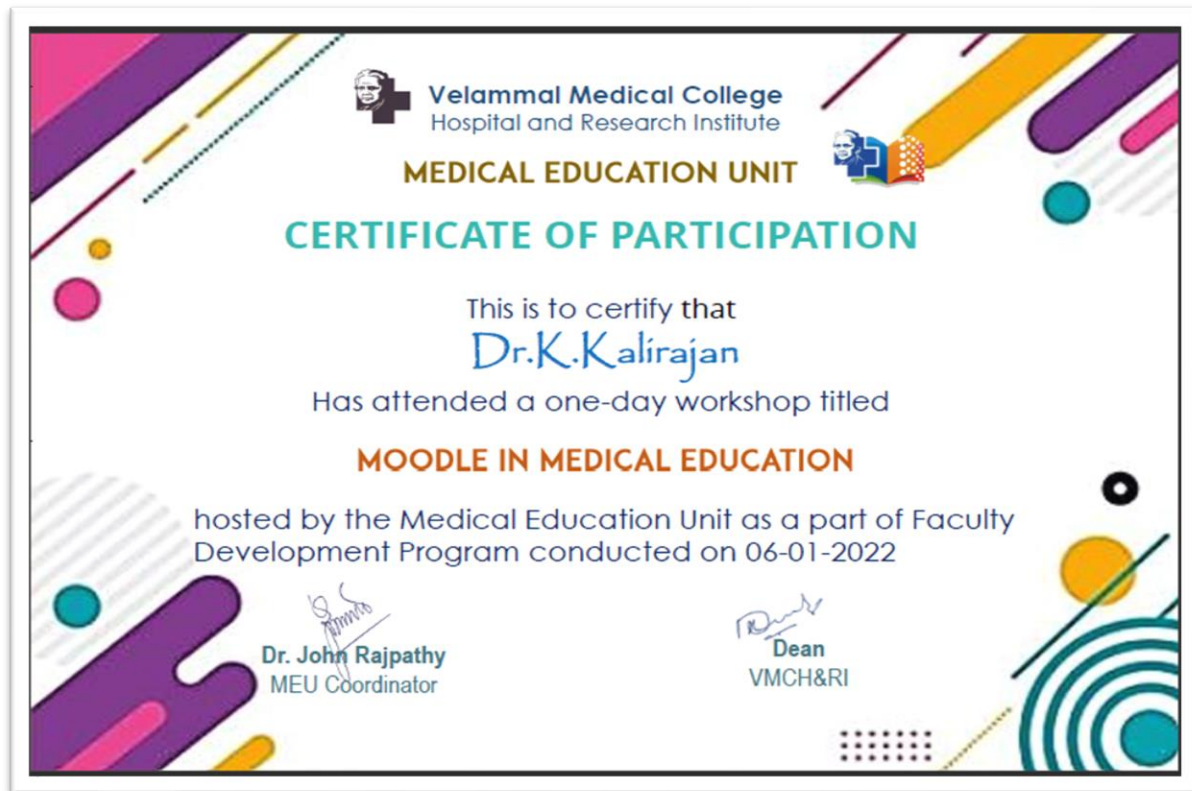 Velammal Medical College
Hospital and Research Institute
MEDICAL EDUCATION UNIT
CERTIFICATE OF PARTICIPATION
This is to certify that
Dr.K.Kalirajan
Has attended a one-day workshop titled
MOODLE IN MEDICAL EDUCATION
hosted by the Medical Education Unit as a part of Faculty
Development Program conducted on 06-01-2022
Dr. John Rajpathy
MEU Coordinator
Dean
VMCH&RI